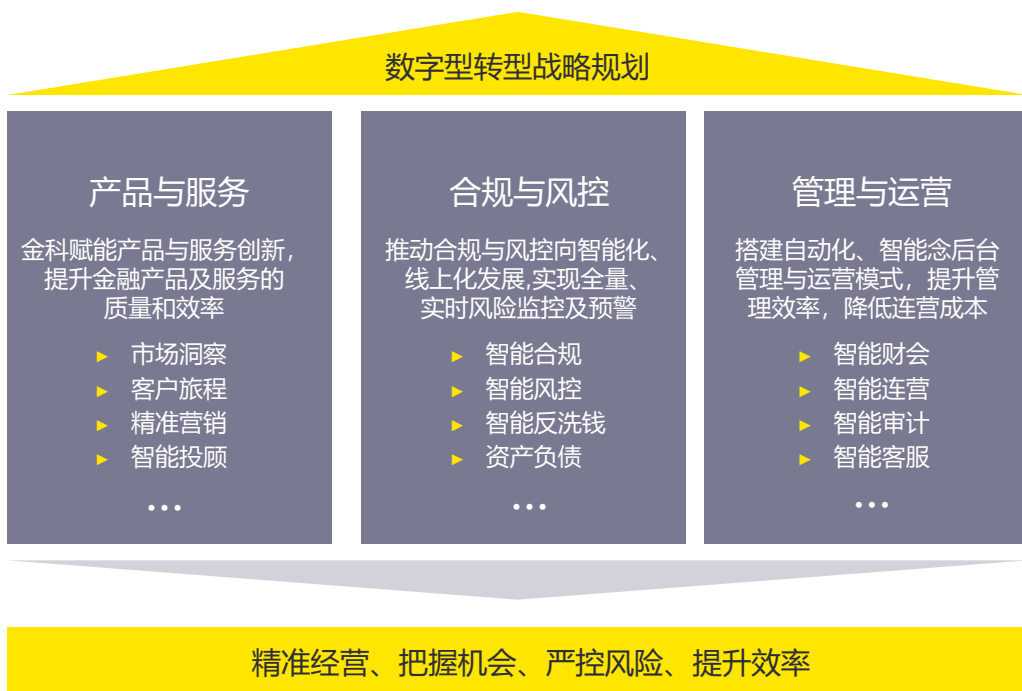 数字型转型战略规划
产品与服务
金科赋能产品与服务创新，
提升金融产品及服务的
质量和效率
► 市场洞察
► 客户旅程
► 精准营销
► 智能投顾
...
合规与风控
推动合规与风控向智能化、
线上化发展,实现全量、
实时风险监控及预警
► 智能合规
► 智能风控
► 智能反洗钱
► 资产负债
...
管理与运营
搭建自动化、智能念后台
管理与运营模式，提升管
理效率，降低连营成本
► 智能财会
► 智能连营
► 智能审计
► 智能客服
...
精准经营、把握机会、严控风险、提升效率